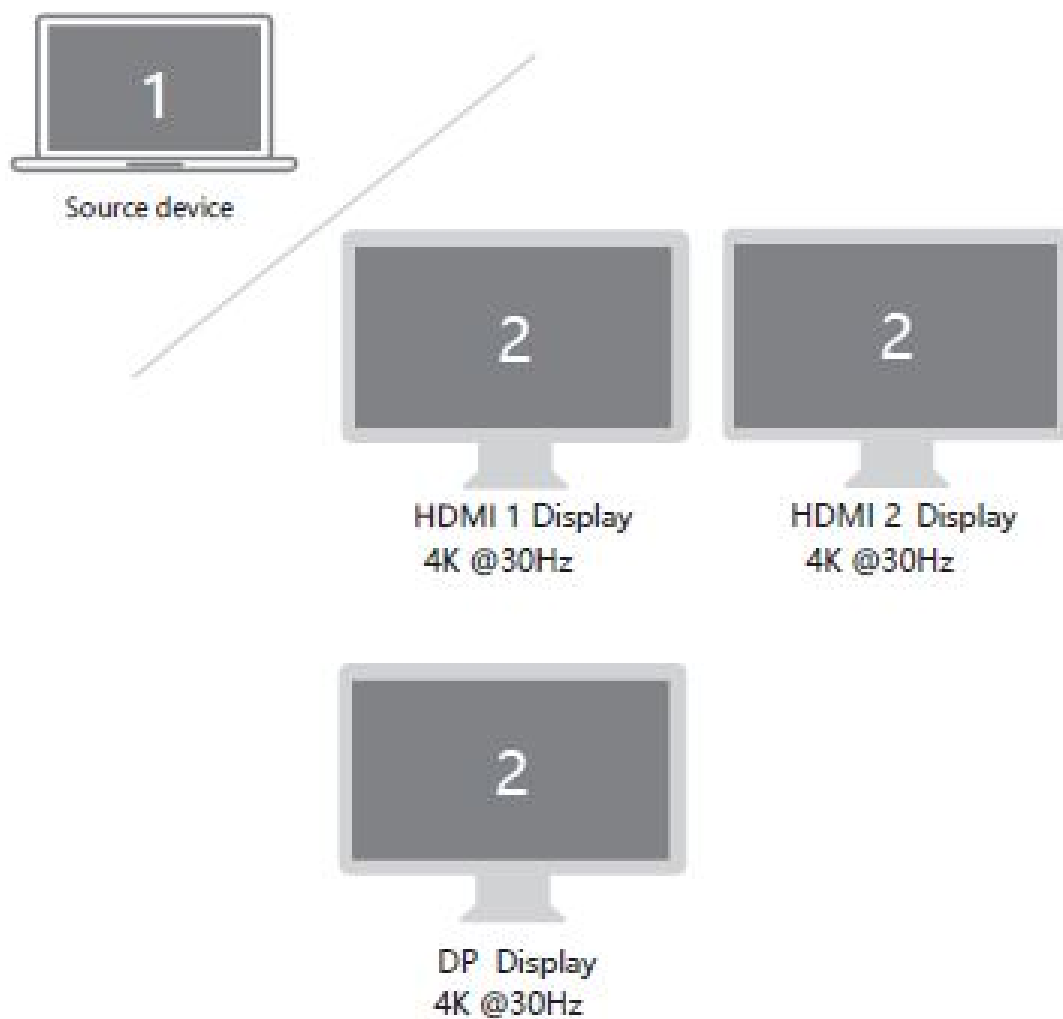 1
Source device
2
2
HDMI 1 Display
4K @30Hz
HDMI 2 Display
4K @30Hz
2
DP Display
4K @30Hz